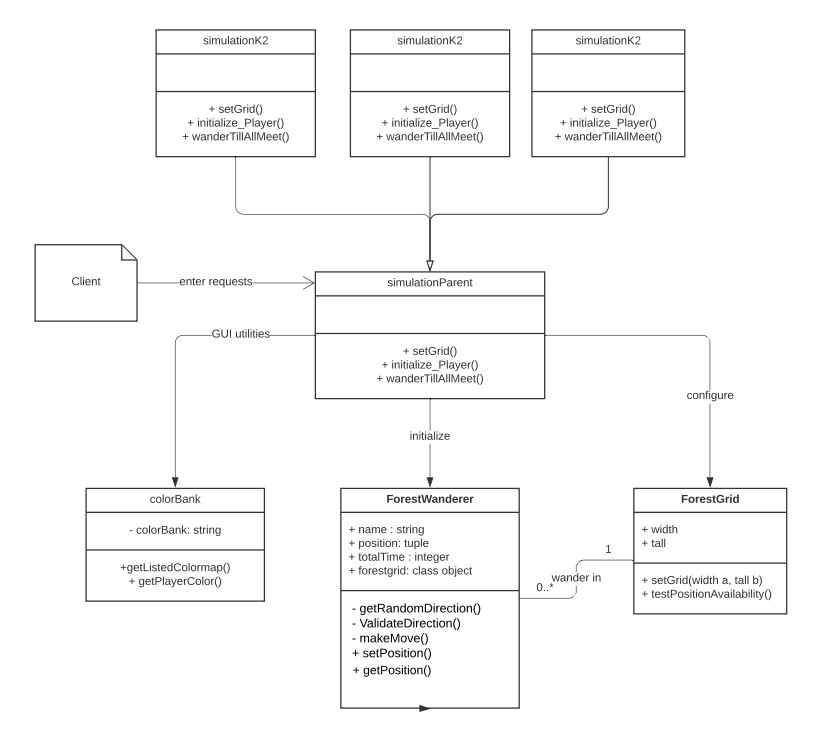 simulationK2
+ setGrid()
+ initialize_Player()
+ wanderTillAllMeet()
simulationK2
+ setGrid()
+ initialize_Player()
+ wanderTillAllMeet()
simulationK2
+ setGrid()
+ initialize_Player()
+ wanderTillAllMeet()
Client
enter requests
simulationParent
+ setGrid()
+ initialize_Player()
+ wanderTillAllMeet()
GUI utilities
configure
initialize
colorBank
- colorBank: string
+getListedColormap()
+ getPlayerColor()
ForestWanderer
+ name : string
+ position: tuple
+ totalTime : integer
+ forestgrid: class object
- getRandomDirection()
- ValidateDirection()
- makeMove()
+ setPosition()
+ getPosition()
0..*
wander in
1
ForestGrid
+ width
+ tall
+ setGrid(width a, tall b)
+ testPositionAvailability()